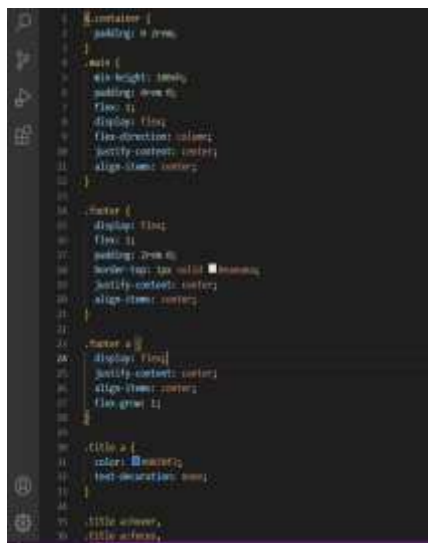 .container {
padding: 0 2rem;
}
.main {
min-height: 100vh;
padding: 4rem 0;
flex: 1;
display: flex;
flex-direction: column;
justify-content: center;
align-items: center;
}
.footer {
display: flex;
flex: 1;
padding: 2rem 0;
border-top: 1px solid #eaeaea;
justify-content: center;
align-items: center;
}
.footer a {
24 display: flex;
justify-content: center;
align-items: center;
flex-grow: 1;
}
.title a {
color:
text-decoration: none;
}
.title a:hover,
.title a:focus,